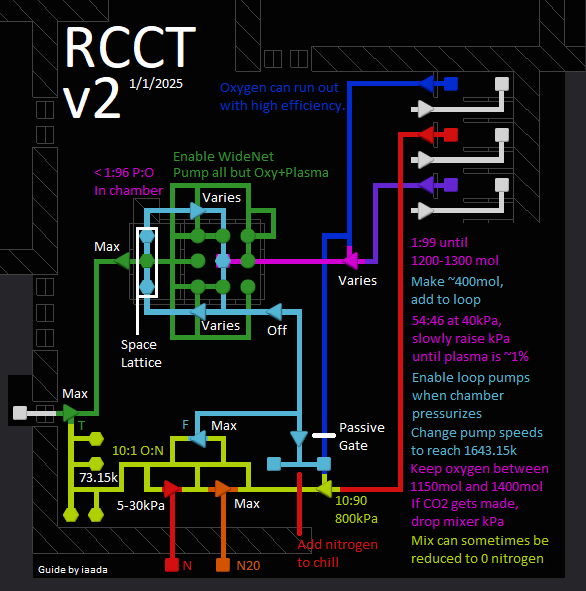 RCCT
v2 1/1/2025
Oxygen can run out
with high efficiency.
Enable WideNet
Pump all but Oxy+Plasma
< 1:96 P:O
In chamber
Varies
Max
Varies
Varies
Off
Space
Lattice
1:99 until
1200-1300 mol
Make ~400mol,
add to loop
54:46 at 40kPa,
slowly raise kPa
until plasma is ~1%
Enable loop pumps
when chamber
pressurizes
Change pump speeds
to reach 1643.15k
Keep oxygen between
1150mol and 1400mol
If CO2 gets made,
drop mixer kPa
Mix can sometimes be
reduced to 0 nitrogen
Max
T
F
Max
Passive
Gate
10:1 O:N
73.15k
5-30kPa
Max
10:90
800kPa
Add nitrogen
to chill
N
N20
Guide by iaada